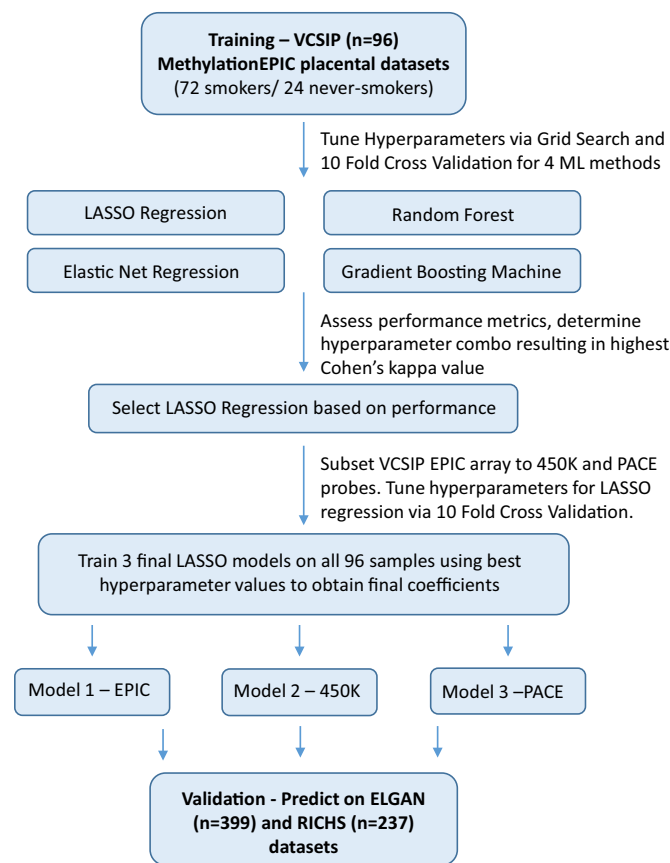 Training – VCSIP (n=96)
MethylationEPIC placental datasets
(72 smokers/ 24 never-smokers)
Tune Hyperparameters via Grid Search and
10 Fold Cross Validation for 4 ML methods
LASSO Regression
Random Forest
Elastic Net Regression
Gradient Boosting Machine
Assess performance metrics, determine
hyperparameter combo resulting in highest
Cohen's kappa value
Select LASSO Regression based on performance
Subset VCSIP EPIC array to 450K and PACE
probes. Tune hyperparameters for LASSO
regression via 10 Fold Cross Validation.
Train 3 final LASSO models on all 96 samples using best
hyperparameter values to obtain final coefficients
Model 1 – EPIC
Model 2 – 450K
Model 3 –PACE
Validation - Predict on ELGAN
(n=399) and RICHS (n=237)
datasets